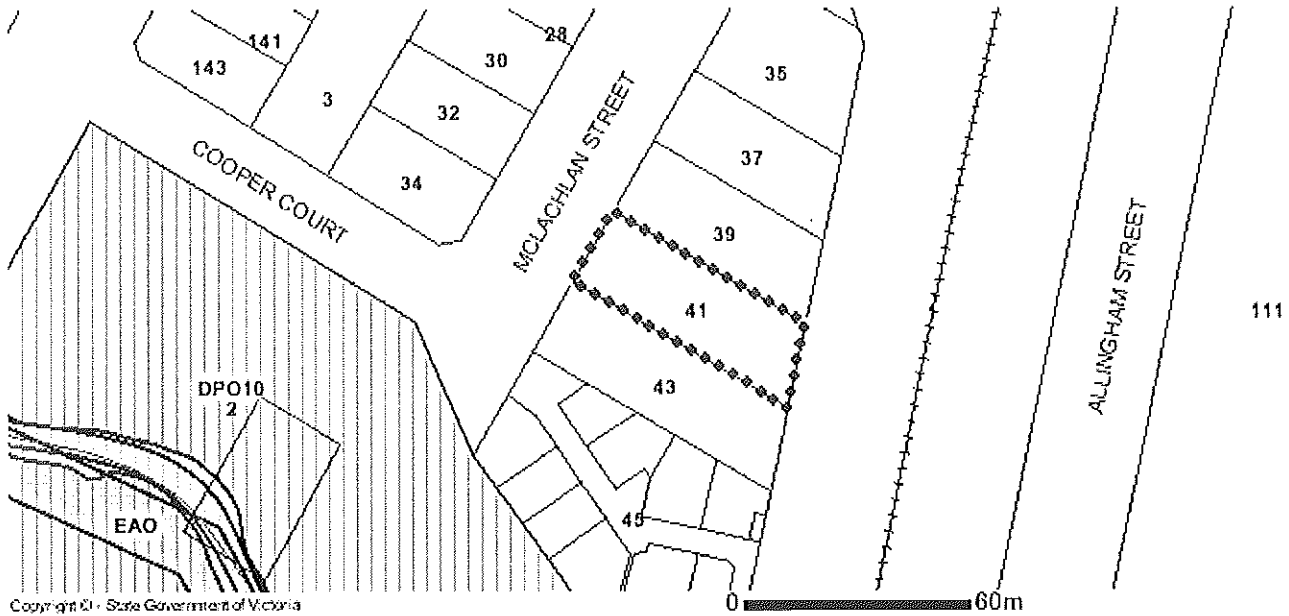 141
143
3
28
30
32
34
35
37
39
41
43
45
111
COOPER COURT
MCLACHLAN STREET
ALLINGHAM STREET
DPO10
2
EAO
Copyright © - State Government of Victoria
0 60m